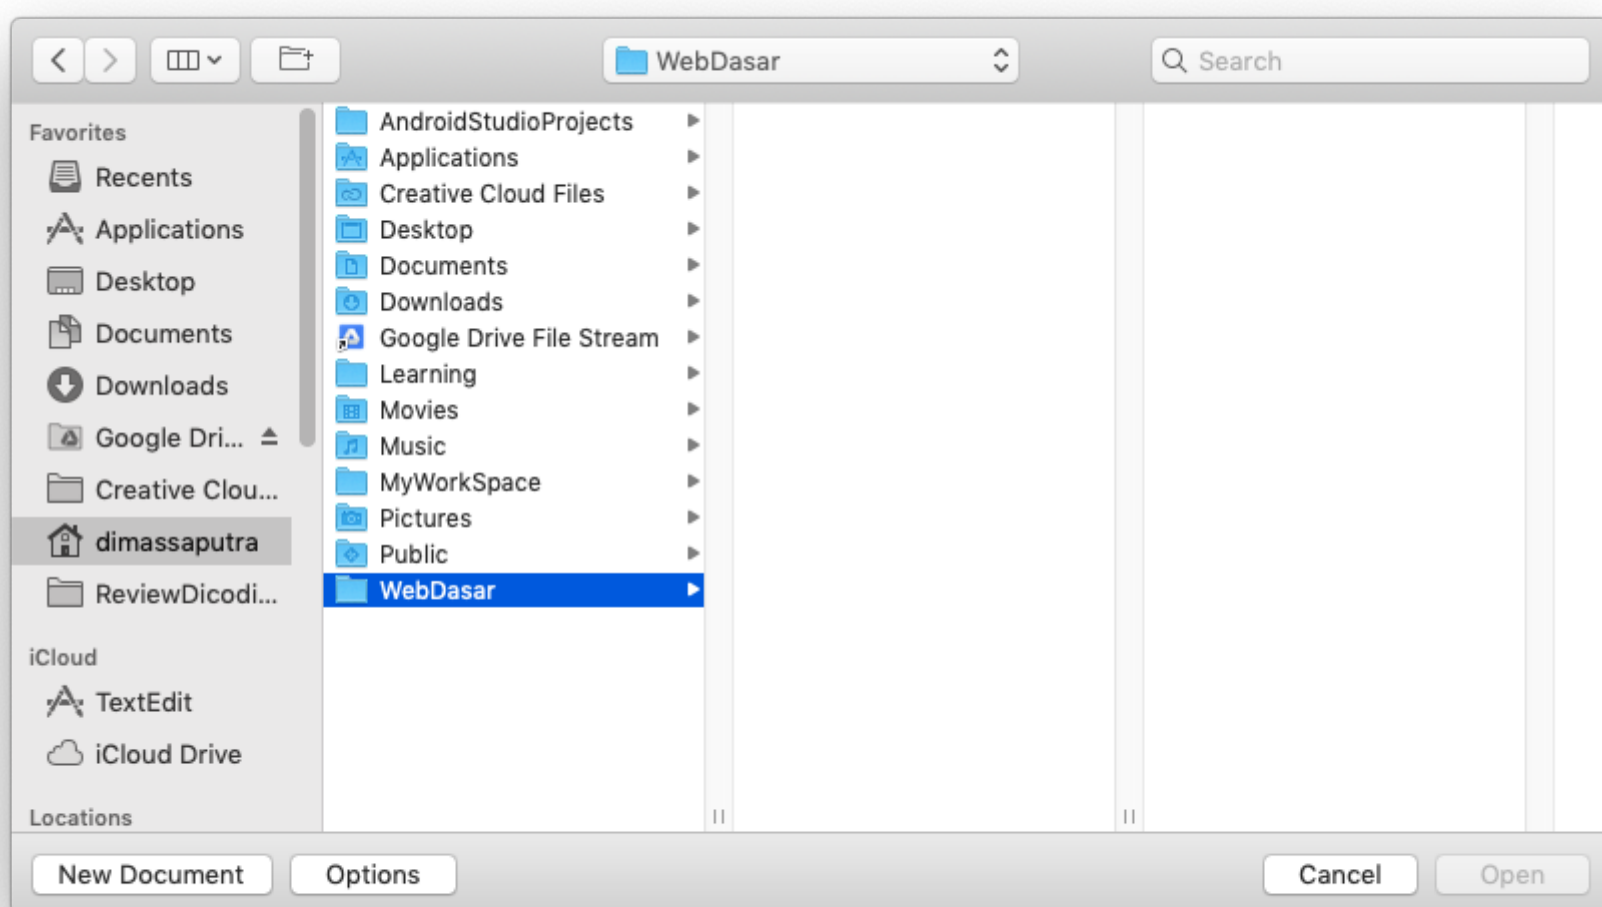 WebDasar
Search
Favorites
Recents
Applications
Desktop
Documents
Downloads
Google Dri...
Creative Clou...
dimassaputra
ReviewDicodi...
iCloud
TextEdit
iCloud Drive
Locations
AndroidStudioProjects
Applications
Creative Cloud Files
Desktop
Documents
Downloads
Google Drive File Stream
Learning
Movies
Music
MyWorkSpace
Pictures
Public
WebDasar
New Document
Options
Cancel
Open